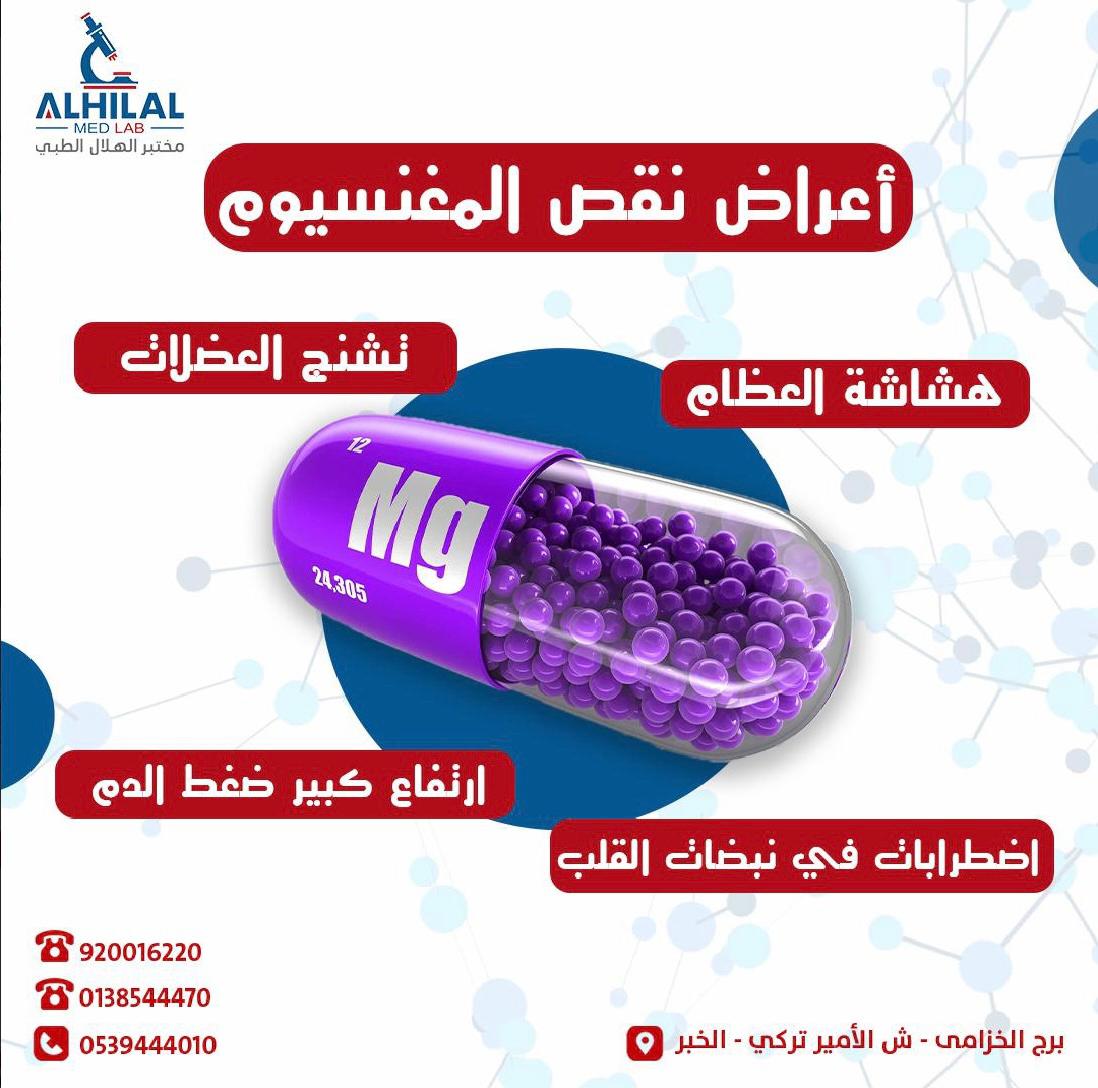 ALHILAL
MED LAB
مختبر الهلال الطبي
أعراض نقص المغنسيوم
تشنج العضلات
هشاشة العظام
12
Mg
24,305
ارتفاع كبير ضغط الدم
اضطرابات في نبضات القلب
920016220
0138544470
0539444010
برج الخزامى - ش الأمير تركي - الخبر